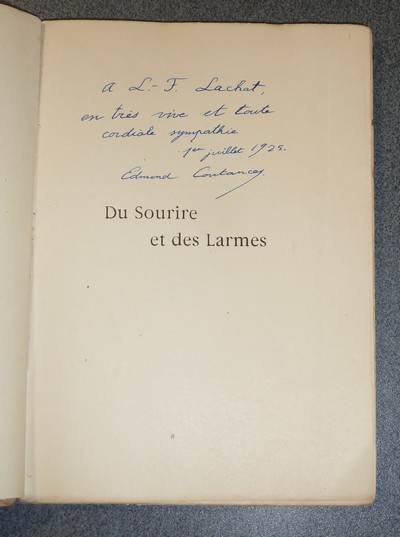 A L.-F. Lachat,
en très vive et toute
cordiale sympathie
1er juillet 1925.
Edmond Coutances
Du Sourire
et des Larmes